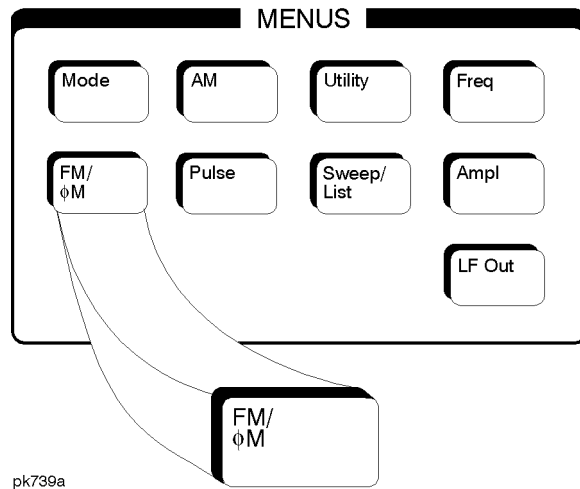 MENUS
Mode
AM
Utility
Freq
FM/
ϕM
Pulse
Sweep/
List
Ampl
LF Out
FM/
ϕM
pk739a